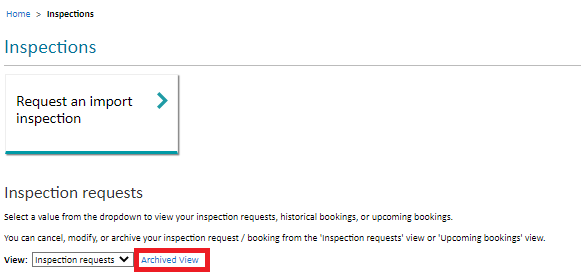 Home > Inspections
Inspections
Request an import
inspection
Inspection requests
Select a value from the dropdown to view your inspection requests, historical bookings, or upcoming bookings.
You can cancel, modify, or archive your inspection request / booking from the 'Inspection requests' view or 'Upcoming bookings' view.
View: Inspection requests Archived View